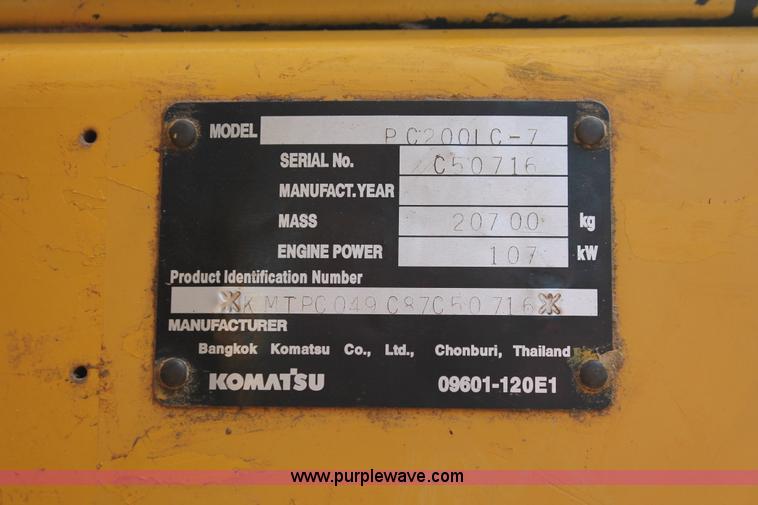 MODEL PC200LC-7
SERIAL No. C50716
MANUFACT.YEAR
MASS 20700 kg
ENGINE POWER 107 kW
Product Identification Number
*KMTPC049C87C50716*
MANUFACTURER
Bangkok Komatsu Co., Ltd., Chonburi, Thailand
KOMATSU 09601-120E1
www.purplewave.com